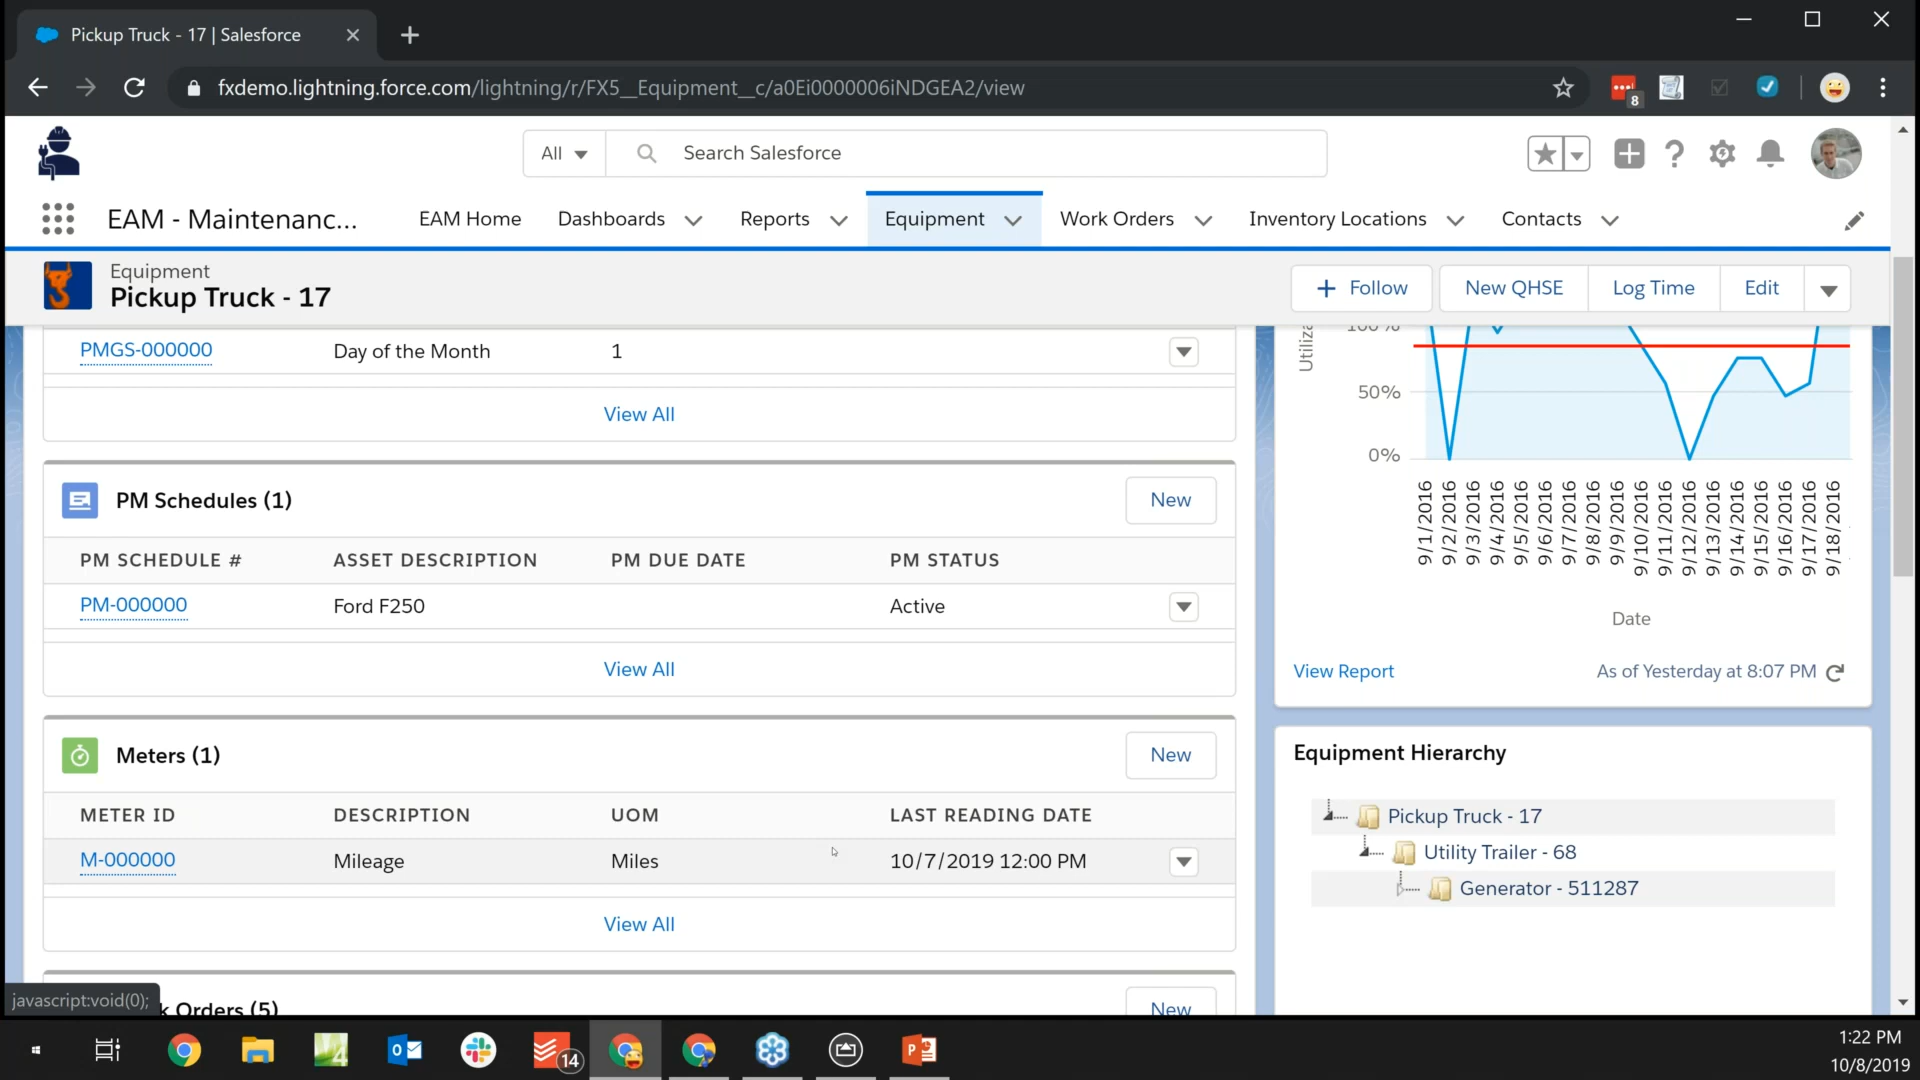 Pickup Truck - 17 | Salesforce
fxdemo.lightning.force.com/lightning/r/FX5__Equipment__c/a0Ei0000006iNDGEA2/view
8
All
Search Salesforce
EAM - Maintenanc...
EAM Home
Dashboards
Reports
Equipment
Work Orders
Inventory Locations
Contacts
Equipment
Pickup Truck - 17
Follow
New QHSE
Log Time
Edit
PMGS-000000 Day of the Month 1
View All
PM Schedules (1)
New
PM SCHEDULE # ASSET DESCRIPTION PM DUE DATE PM STATUS
PM-000000 Ford F250 Active
View All
Meters (1)
New
METER ID DESCRIPTION UOM LAST READING DATE
M-000000 Mileage Miles 10/7/2019 12:00 PM
View All
k Orders (5)
New
javascript:void(0);
Utiliza
100 %
50%
0%
9/1/2016
9/2/2016
9/3/2016
9/4/2016
9/5/2016
9/6/2016
9/7/2016
9/8/2016
9/9/2016
9/10/2016
9/11/2016
9/12/2016
9/13/2016
9/14/2016
9/15/2016
9/16/2016
9/17/2016
9/18/2016
Date
View Report
As of Yesterday at 8:07 PM
Equipment Hierarchy
Pickup Truck - 17
Utility Trailer - 68
Generator - 511287
4
14
1:22 PM
10/8/2019